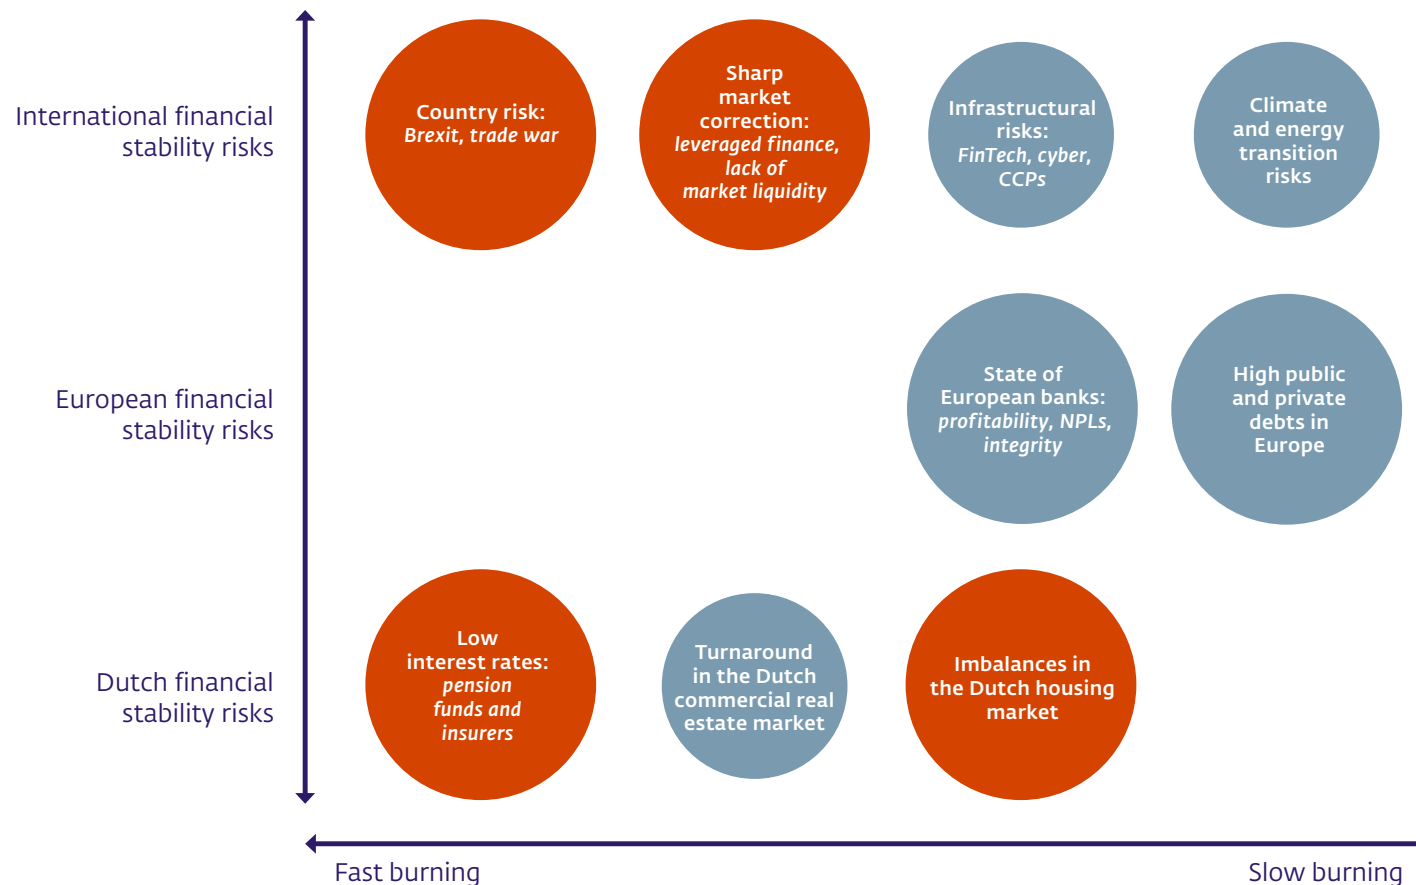 International financial
stability risks
Country risk:
Brexit, trade war
Sharp
market
correction:
leveraged finance,
lack of
market liquidity
Infrastructural
risks:
FinTech, cyber,
CCPs
Climate
and energy
transition
risks
European financial
stability risks
State of
European banks:
profitability, NPLs,
integrity
High public
and private
debts in
Europe
Dutch financial
stability risks
Low
interest rates:
pension
funds and
insurers
Turnaround
in the Dutch
commercial real
estate market
Imbalances in
the Dutch housing
market
Fast burning
Slow burning